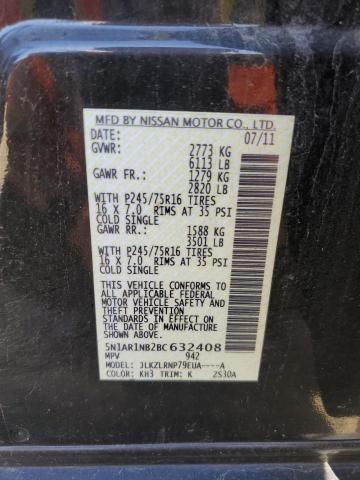 MFD BY NISSAN MOTOR CO., LTD.
DATE: 07/11
GVWR: 2773 KG
6113 LB
GAWR FR.: 1279 KG
2820 LB
WITH P245/75R16 TIRES
16 X 7.0 RIMS AT 35 PSI
COLD SINGLE
GAWR RR.: 1588 KG
3501 LB
WITH P245/75R16 TIRES
16 X 7.0 RIMS AT 35 PSI
COLD SINGLE
THIS VEHICLE CONFORMS TO
ALL APPLICABLE FEDERAL
MOTOR VEHICLE SAFETY AND
THEFT PREVENTION
STANDARDS IN EFFECT ON
THE DATE OF MANUFACTURE
SHOWN ABOVE.
5N1AR1NB2BC632408
MPV 942
MODEL: JLKZLRNP79EUA----A
COLOR: KH3 TRIM: K 2S30A